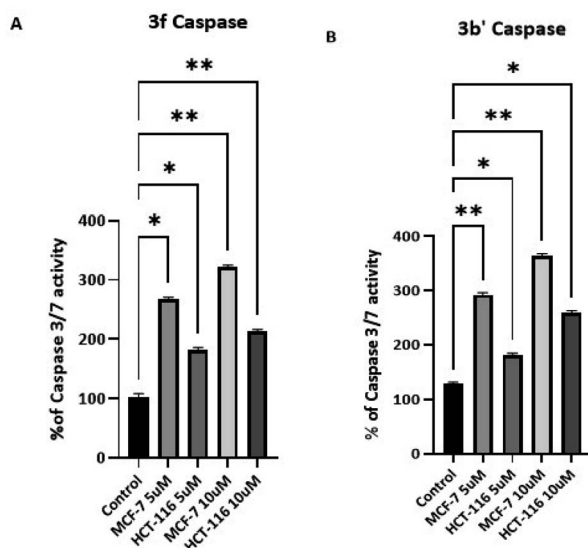 A
3f Caspase
**
**
*
*
%of Caspase 3/7 activity
400
300
200
100
0
Control
MCF-7 5uM
HCT-116 5uM
MCF-7 10uM
HCT-116 10uM
B
3b' Caspase
*
**
*
**
% of Caspase 3/7 activity
400
300
200
100
0
Control
MCF-7 5uM
HCT-116 5uM
MCF-7 10uM
HCT-116 10uM